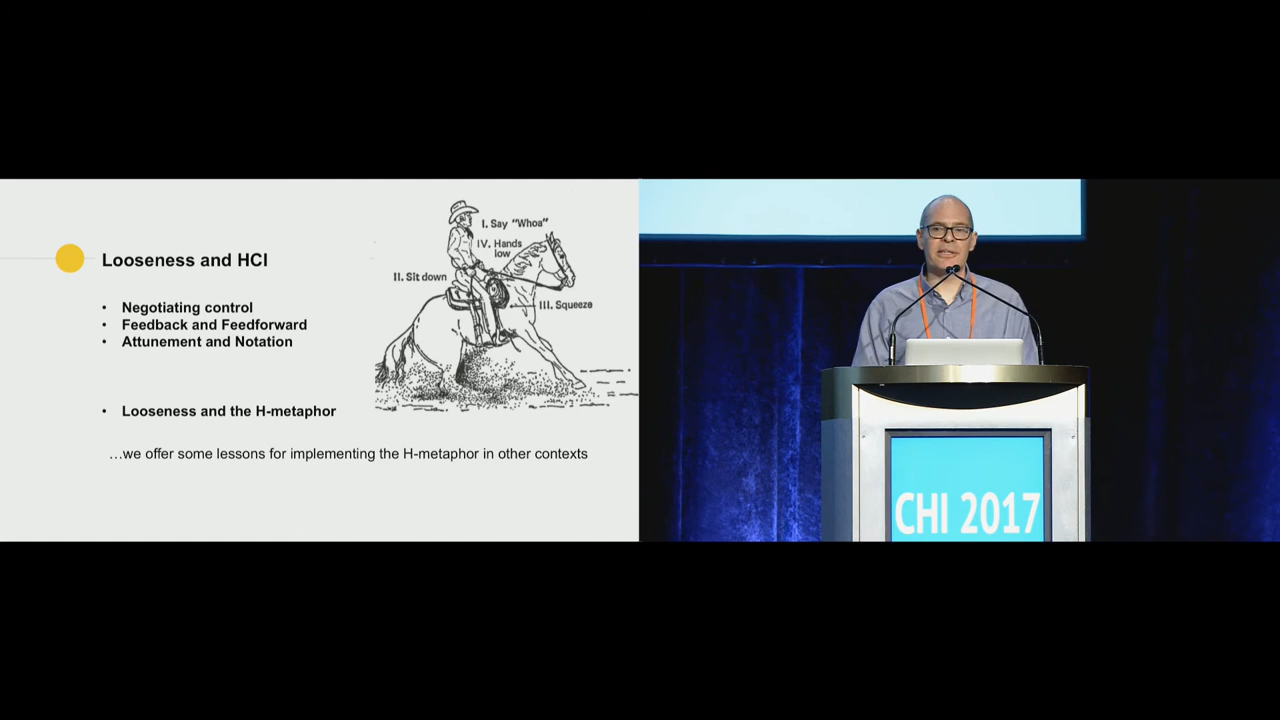 Looseness and HCI
• Negotiating control
• Feedback and Feedforward
• Attunement and Notation
• Looseness and the H-metaphor
…we offer some lessons for implementing the H-metaphor in other contexts
I. Say "Whoa"
IV. Hands
low
II. Sit down
III. Squeeze
CHI 2017